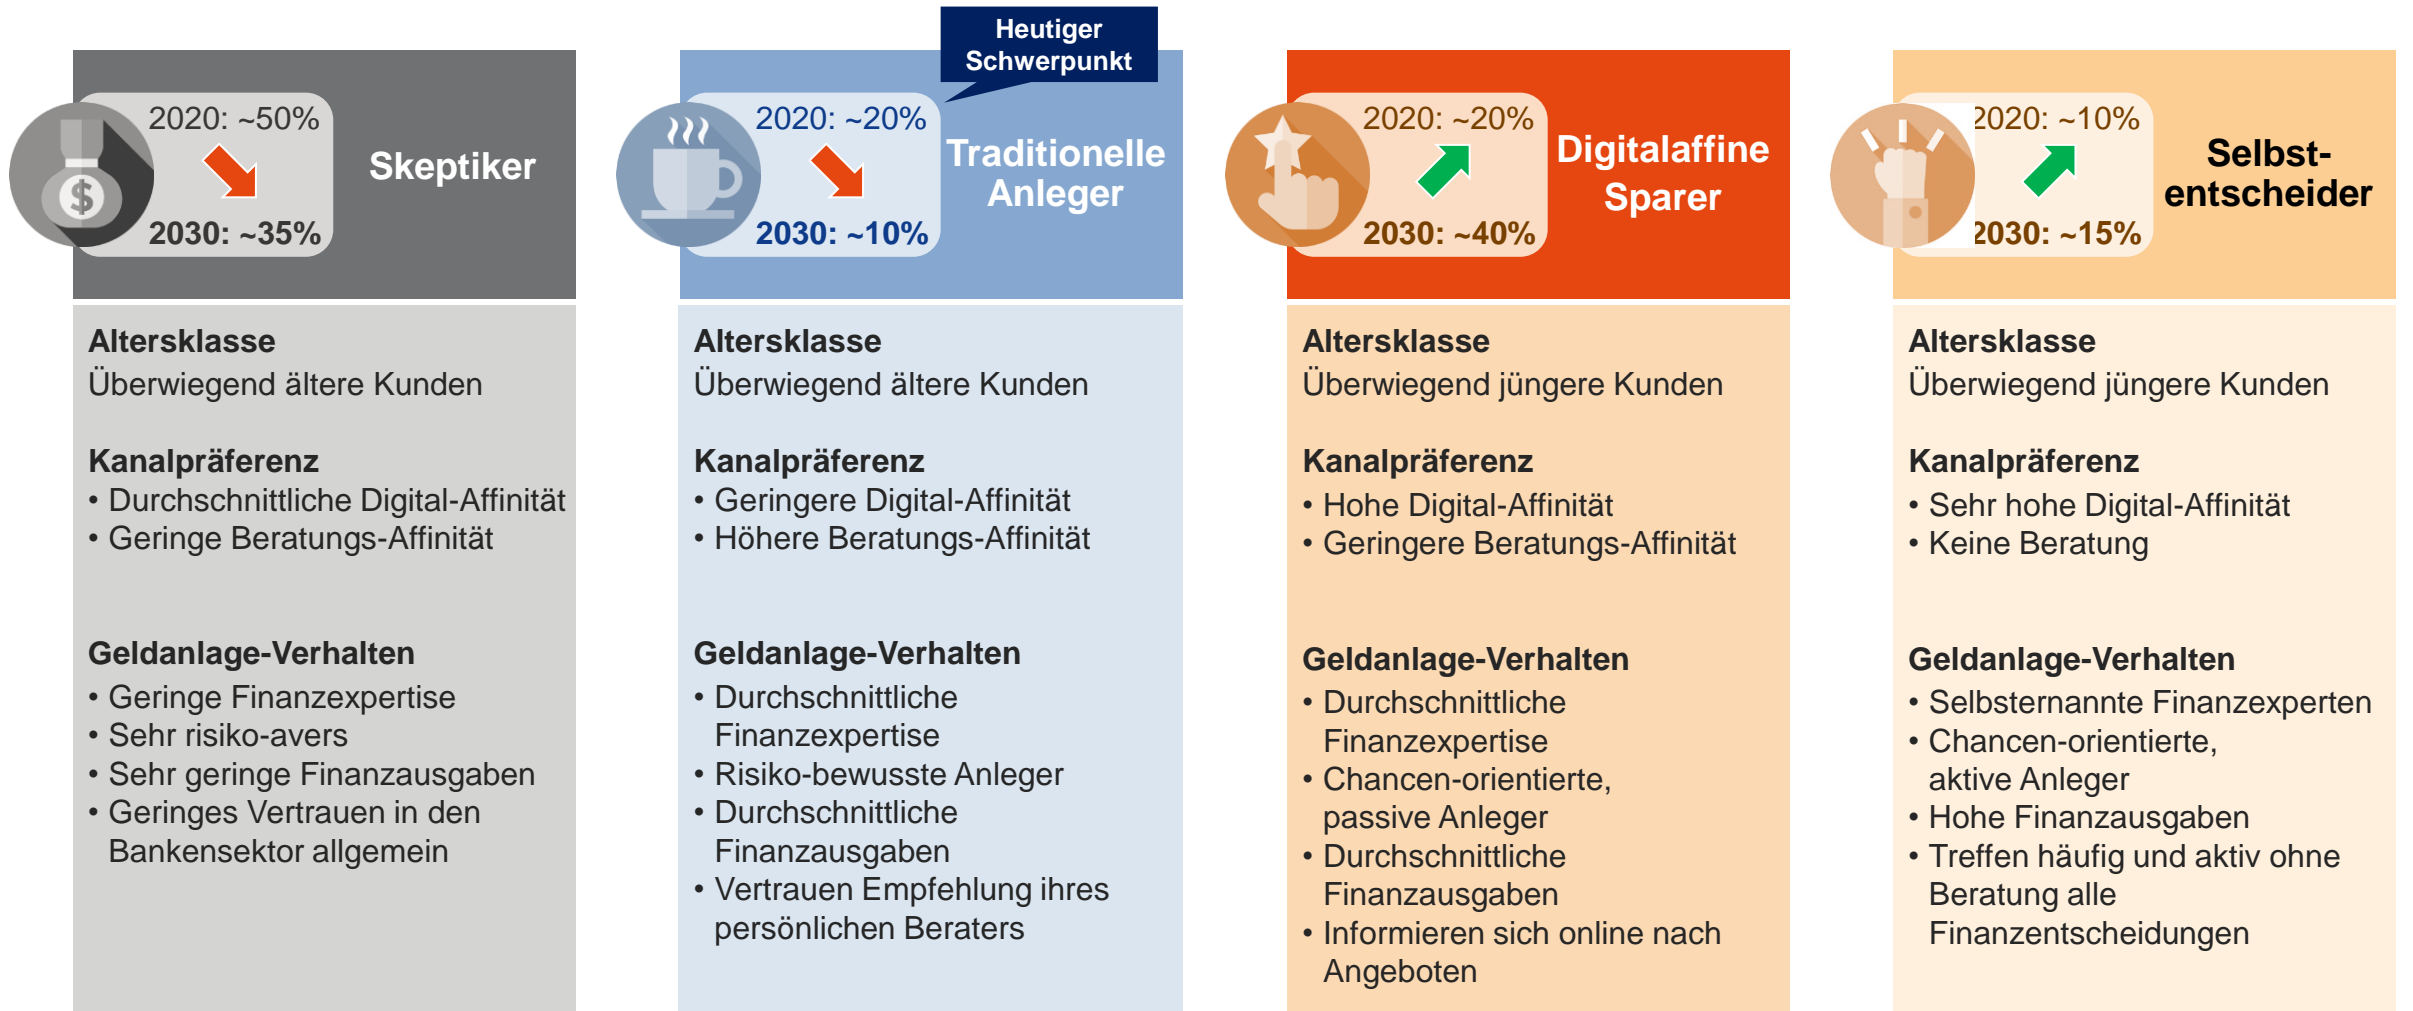 Heutiger
Schwerpunkt
2020: ~50%
2030: ~35%
Skeptiker
Altersklasse
Überwiegend ältere Kunden
Kanalpräferenz
• Durchschnittliche Digital-Affinität
• Geringe Beratungs-Affinität
Geldanlage-Verhalten
• Geringe Finanzexpertise
• Sehr risiko-avers
• Sehr geringe Finanzausgaben
• Geringes Vertrauen in den
Bankensektor allgemein
2020: ~20%
2030: ~10%
Traditionelle
Anleger
Altersklasse
Überwiegend ältere Kunden
Kanalpräferenz
• Geringere Digital-Affinität
• Höhere Beratungs-Affinität
Geldanlage-Verhalten
• Durchschnittliche
Finanzexpertise
• Risiko-bewusste Anleger
• Durchschnittliche
Finanzausgaben
• Vertrauen Empfehlung ihres
persönlichen Beraters
2020: ~20%
2030: ~40%
Digitalaffine
Sparer
Altersklasse
Überwiegend jüngere Kunden
Kanalpräferenz
• Hohe Digital-Affinität
• Geringere Beratungs-Affinität
Geldanlage-Verhalten
• Durchschnittliche
Finanzexpertise
• Chancen-orientierte,
passive Anleger
• Durchschnittliche
Finanzausgaben
• Informieren sich online nach
Angeboten
2020: ~10%
2030: ~15%
Selbst-
entscheider
Altersklasse
Überwiegend jüngere Kunden
Kanalpräferenz
• Sehr hohe Digital-Affinität
• Keine Beratung
Geldanlage-Verhalten
• Selbsternannte Finanzexperten
• Chancen-orientierte,
aktive Anleger
• Hohe Finanzausgaben
• Treffen häufig und aktiv ohne
Beratung alle
Finanzentscheidungen